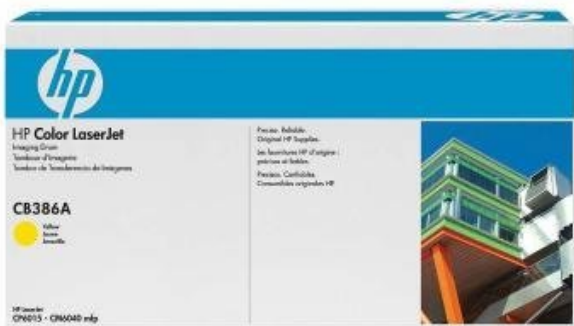 hp
HP Color LaserJet
Imaging Drum
Tambour d'imagerie
Tambor de Transferencia de Imágenes
CB386A
Yellow
Jaune
Amarillo
HP LaserJet
CP6015 - CM6040 mfp
Precise. Reliable.
Original HP Supplies.
Les fournitures HP d'origine :
précises et fiables.
Precisos. Confiables.
Consumibles originales HP